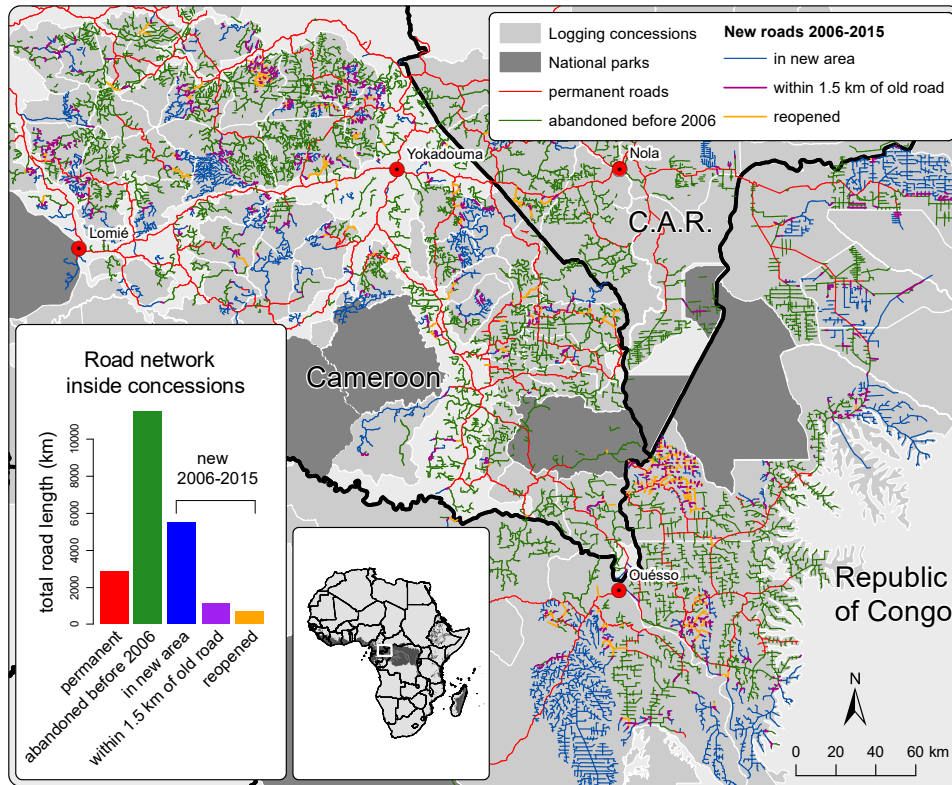 Logging concessions
National parks
permanent roads
abandoned before 2006
New roads 2006-2015
in new area
within 1.5 km of old road
reopened
Yokadouma
Nola
Lomié
C.A.R.
Cameroon
Ouésso
Republic
of Congo
Road network
inside concessions
total road length (km)
0
2000
4000
6000
8000
10000
new
2006-2015
permanent
abandoned before 2006
in new area
within 1.5 km of old road
reopened
N
0 20 40 60 km